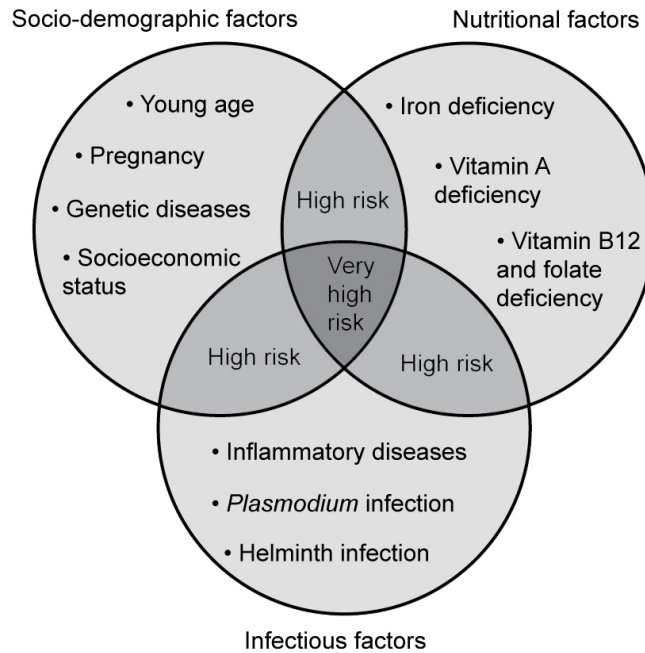 Socio-demographic factors
Nutritional factors
• Young age
• Pregnancy
• Genetic diseases
• Socioeconomic
status
• Iron deficiency
• Vitamin A
deficiency
• Vitamin B12
and folate
deficiency
High risk
Very
high
risk
High risk
High risk
• Inflammatory diseases
• Plasmodium infection
• Helminth infection
Infectious factors